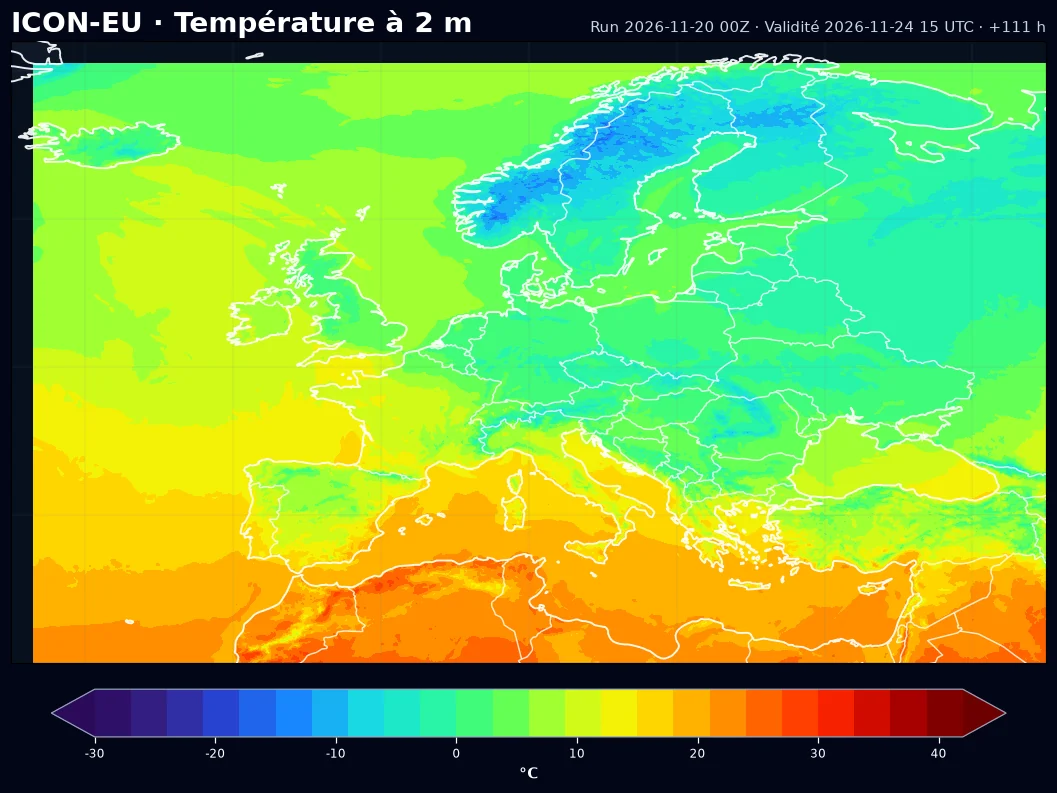 ICON-EU · Température à 2 m
Run 2026-11-20 00Z · Validité 2026-11-24 15 UTC · +111 h
-30 -20 -10 0 10 20 30 40
°C